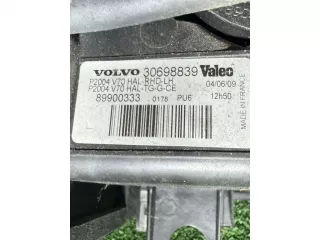 VOLVO 30698839 Valeo
P2004 V70 HAL-RHD-LH 04/06/09
P2004 V70 HAL-TG-G-CE
89900333 0178 PU6 12h50
MADE IN FRANCE